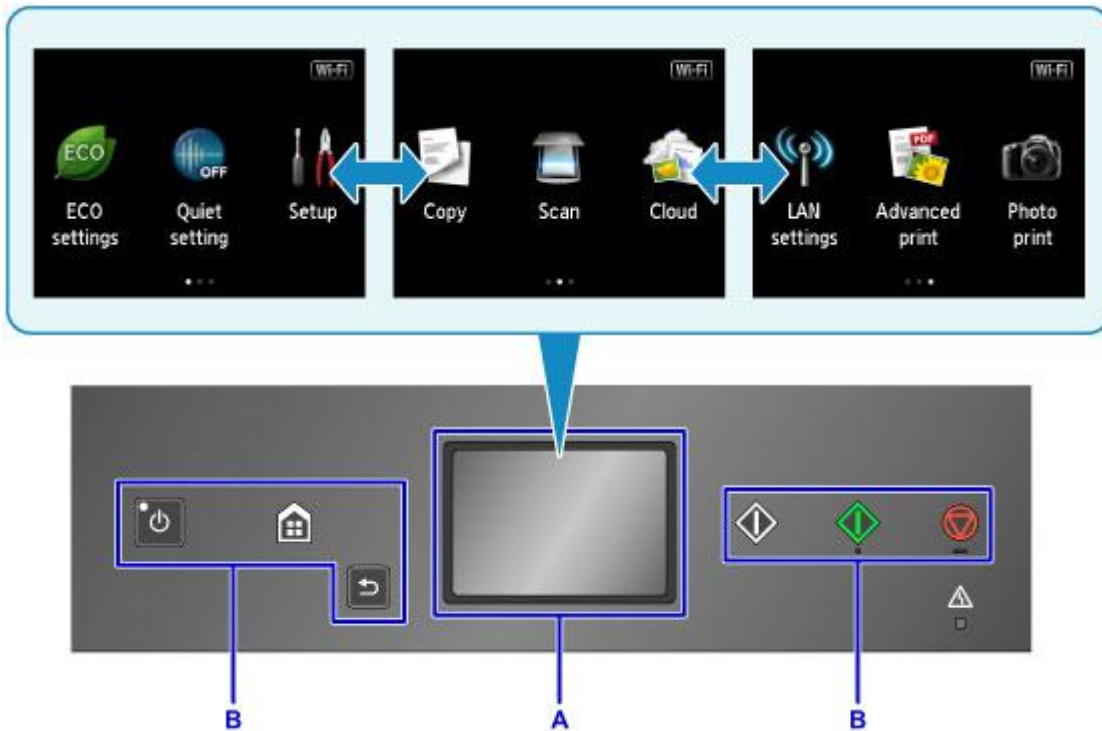 Wi-Fi
Wi-Fi
Wi-Fi
ECO
OFF
PDF
ECO
settings
Quiet
setting
Setup
Copy
Scan
Cloud
LAN
settings
Advanced
print
Photo
print
B
A
B